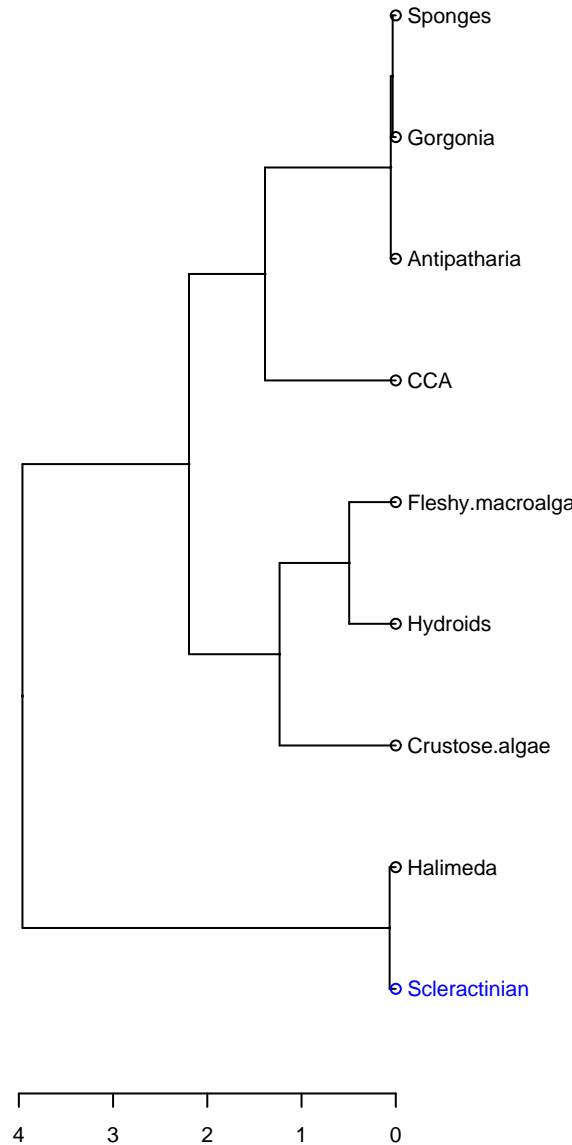 Sponges
Gorgonia
Antipatharia
CCA
Fleshy.macroalga
Hydroids
Crustose.algae
Halimeda
Scleractinian
4 3 2 1 0